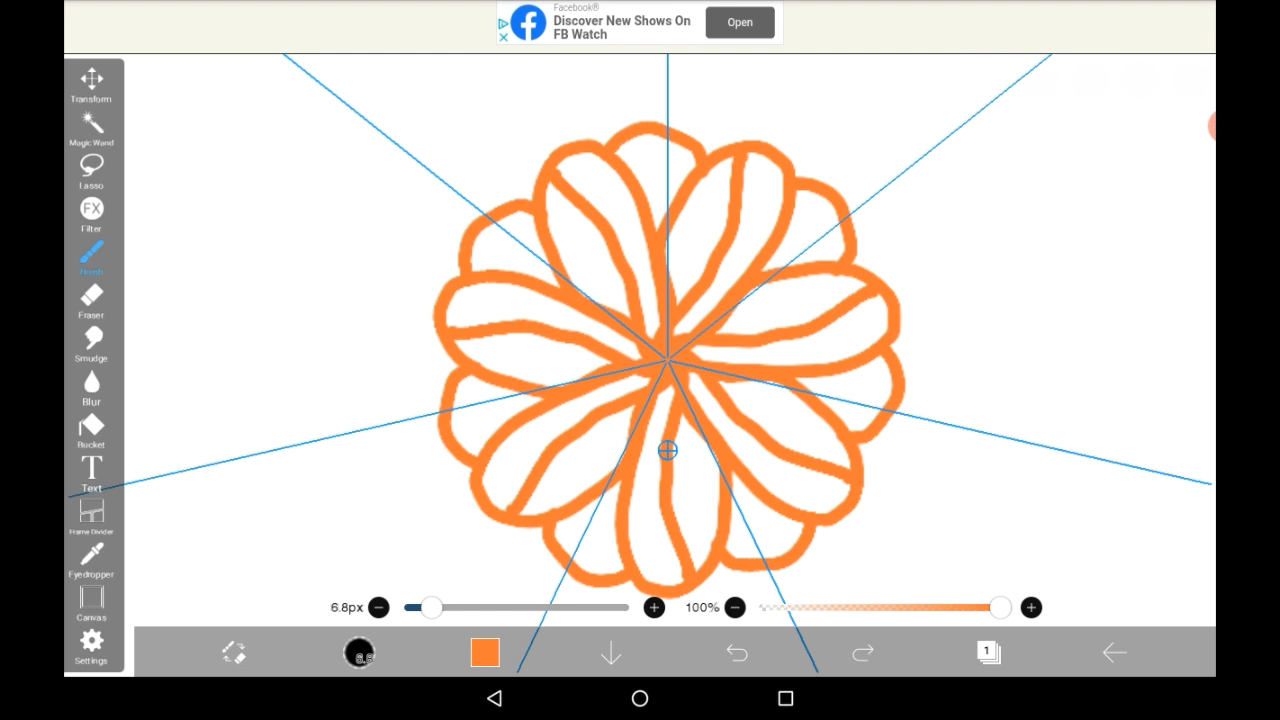 Facebook®
Discover New Shows On
FB Watch
Open
Transform
Magic Wand
Lasso
FX
Filter
Eraser
Smudge
Blur
Bucket
T
Text
Frame Divider
Eyedropper
Canvas
Settings
6.8px
100%
1